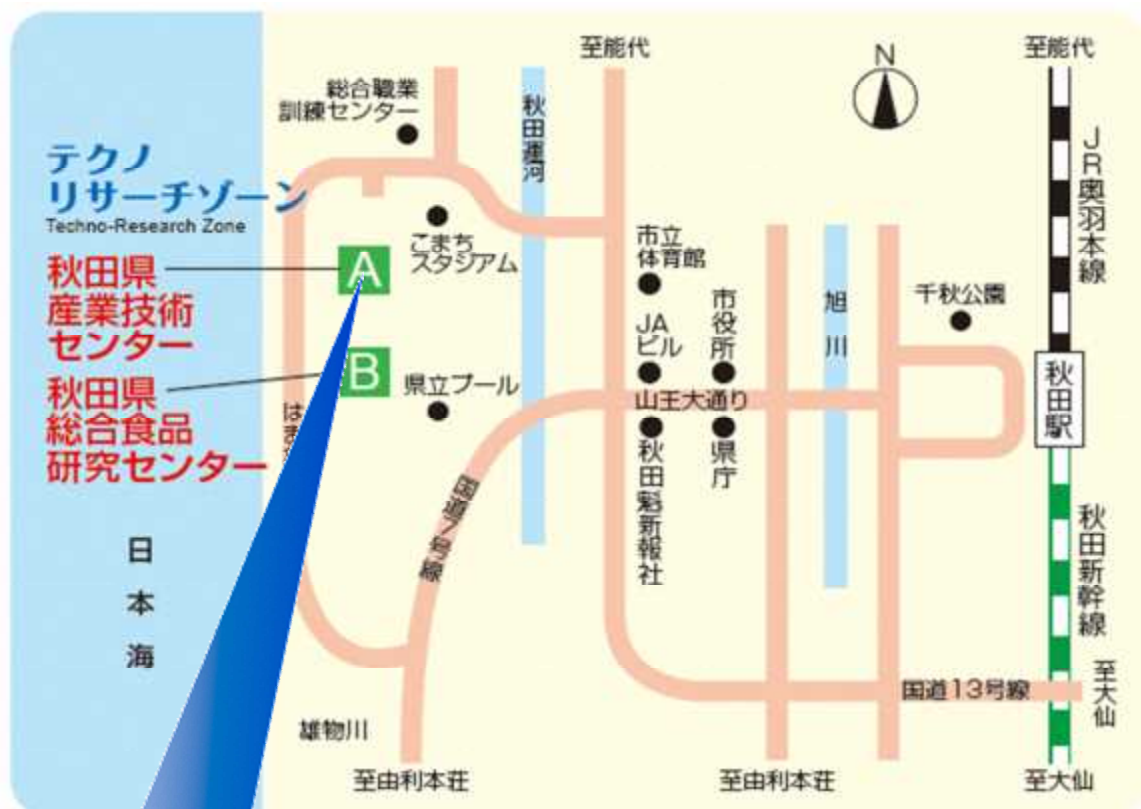 至能代
至能代
N
総合職業
訓練センター
秋田運河
JR奥羽本線
テクノ
リサーチゾーン
Techno-Research Zone
こまち
スタジアム
市立
体育館
秋田県
産業技術
センター
A
千秋公園
旭川
市役所
JA
ビル
秋田県
総合食品
研究センター
B
県立プール
山王大通り
秋田駅
はま
国道7号線
秋田魁新報社
県庁
秋田新幹線
日本海
国道13号線
至大仙
雄物川
至由利本荘
至由利本荘
至大仙